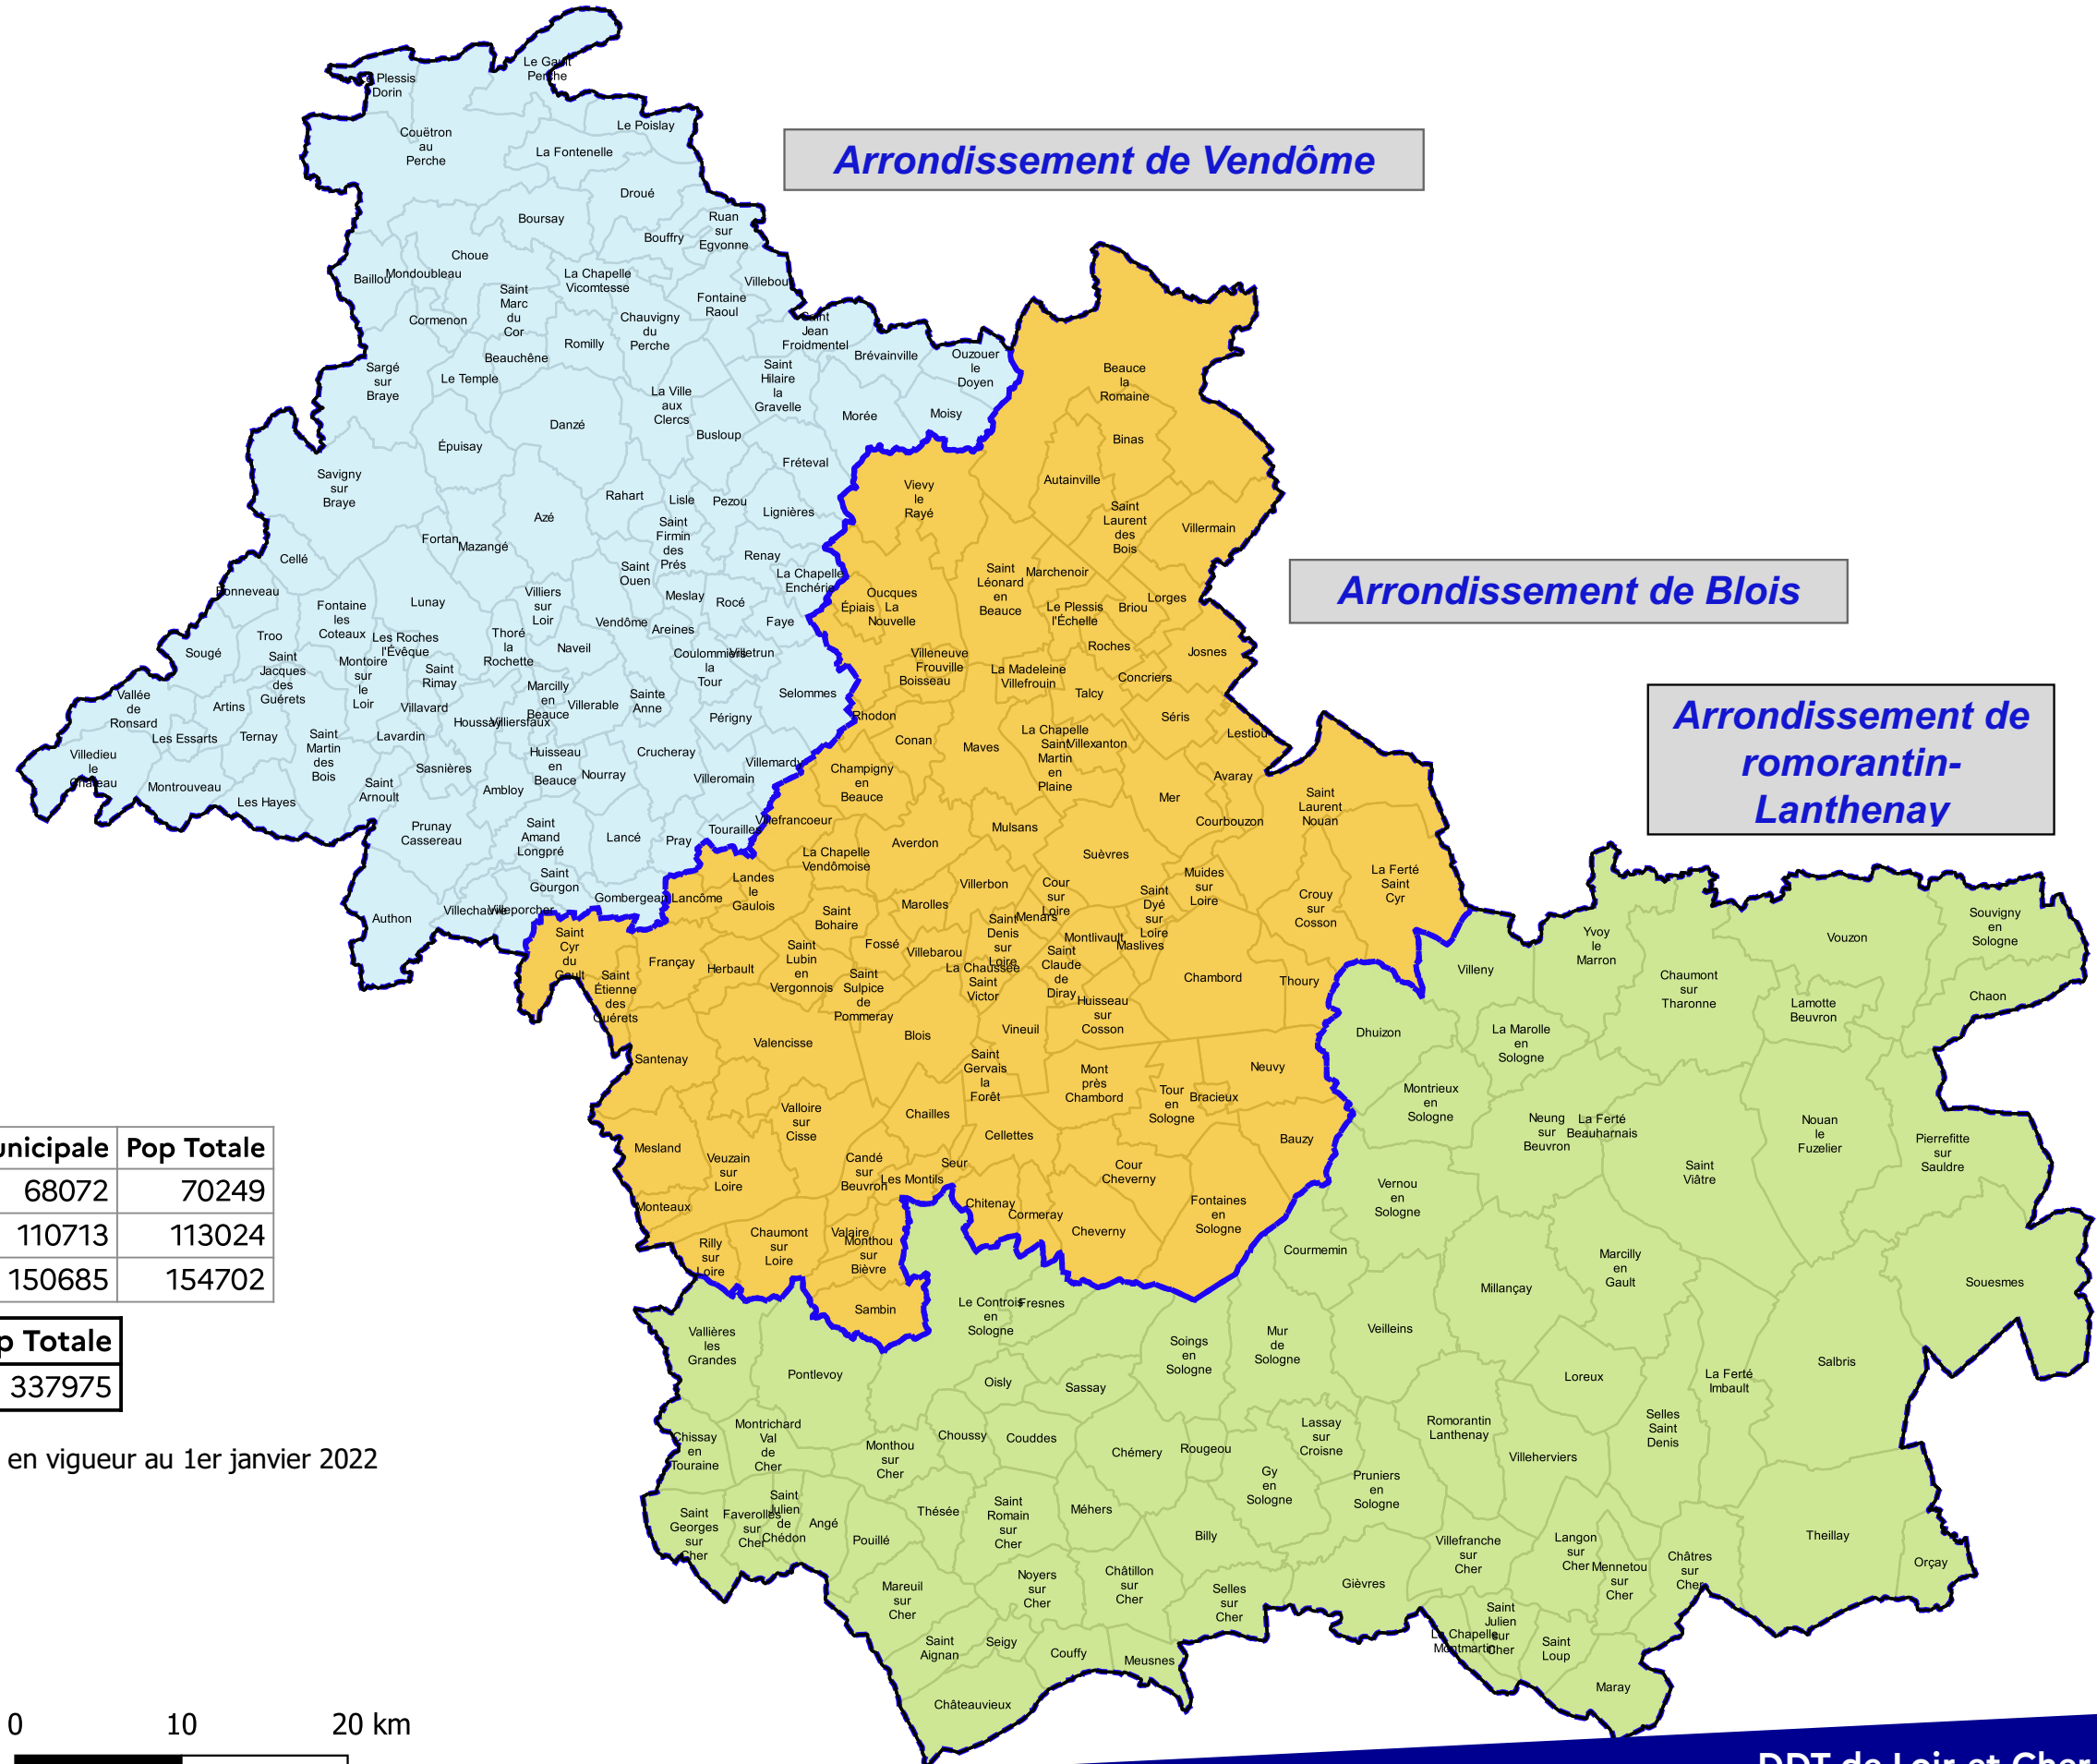 Le Plessis
Dorin
Le Gault
Perche
Couëtron
au
Perche
Le Poislay
La Fontenelle
Droué
Boursay
Ruan
sur
Egvonne
Bouffry
Choue
Baillou
Mondoubleau
La Chapelle
Vicomtesse
Villebout
Saint
Marc
du
Cor
Fontaine
Raoul
Cormenon
Chauvigny
du
Perche
Saint
Jean
Froidmentel
Romilly
Beauchêne
Brévainville
Ouzouer
le
Doyen
Sargé
sur
Braye
Le Temple
Saint
Hilaire
la
Gravelle
La Ville
aux
Clercs
Morée
Moisy
Danzé
Busloup
Épuisay
Fréteval
Savigny
sur
Braye
Rahart
Lisle
Pezou
Lignières
Azé
Saint
Firmin
des
Prés
Fortan
Mazangé
Renay
Cellé
Saint
Ouen
La Chapelle
Enchérie
Bonneveau
Meslay
Rocé
Lunay
Villiers
sur
Loir
Fontaine
les
Coteaux
Vendôme
Areines
Faye
Troo
Les Roches
l'Évêque
Thoré
la
Rochette
Naveil
Coulommiers
la
Tour
Villetrun
Sougé
Saint
Jacques
des
Guérets
Montoire
sur
le
Loir
Saint
Rimay
Selommes
Vallée
de
Ronsard
Artins
Villavard
Marcilly
en
Beauce
Villerable
Sainte
Anne
Périgny
Houssay
Villiersfaux
Les Essarts
Ternay
Saint
Martin
des
Bois
Lavardin
Villedieu
le
Château
Huisseau
en
Beauce
Crucheray
Villemardy
Sasnières
Nourray
Villeromain
Montrouveau
Saint
Arnoult
Ambloy
Les Hayes
Prunay
Cassereau
Saint
Amand
Longpré
Lancé
Pray
Tourailles
Saint
Gourgon
Gombergean
Authon
Villechauve
Villeporcher
Arrondissement de Vendôme
Beauce
la
Romaine
Binas
Autainville
Vievy
le
Rayé
Saint
Laurent
des
Bois
Villermain
Saint
Léonard
en
Beauce
Marchenoir
Oucques
La
Nouvelle
Épiais
Le Plessis
l'Échelle
Briou
Lorges
Roches
Josnes
Villeneuve
Frouville
Boisseau
La Madeleine
Villefrouin
Concriers
Talcy
Rhodon
Séris
Conan
Maves
La Chapelle
Saint
Martin
en
Plaine
Villexanton
Lestiou
Champigny
en
Beauce
Avaray
Mer
Saint
Laurent
Nouan
Villefrancoeur
Mulsans
Courbouzon
Averdon
La Chapelle
Vendômoise
Suèvres
Landes
le
Gaulois
Lancôme
Villerbon
Cour
sur
Loire
Muides
sur
Loire
La Ferté
Saint
Cyr
Marolles
Saint
Bohaire
Menars
Saint
Dyé
sur
Loire
Crouy
sur
Cosson
Saint
Denis
sur
Loire
Saint
Cyr
du
Gault
Fossé
Villebarou
Montlivault
Maslives
Françay
Herbault
Saint
Lubin
en
Vergonnois
Saint
Étienne
des
Guérets
Saint
Sulpice
de
Pommeray
La Chaussée
Saint
Victor
Saint
Claude
de
Diray
Chambord
Thoury
Huisseau
sur
Cosson
Vineuil
Valencisse
Blois
Santenay
Saint
Gervais
la
Forêt
Mont
près
Chambord
Neuvy
Tour
en
Sologne
Bracieux
Valloire
sur
Cisse
Chailles
Cellettes
Bauzy
Mesland
Veuzain
sur
Loire
Candé
sur
Beuvron
Seur
Les Montils
Cour
Cheverny
Monteaux
Chitenay
Cormeray
Fontaines
en
Sologne
Cheverny
Rilly
sur
Loire
Chaumont
sur
Loire
Valaire
Monthou
sur
Bièvre
Sambin
Arrondissement de Blois
Arrondissement de
romorantin-
Lanthenay
Souvigny
en
Sologne
Yvoy
le
Marron
Vouzon
Villeny
Chaumont
sur
Tharonne
Chaon
Lamotte
Beuvron
Dhuizon
La Marolle
en
Sologne
Montrieux
en
Sologne
Neung
sur
Beuvron
La Ferté
Beauharnais
Nouan
le
Fuzelier
Pierrefitte
sur
Sauldre
Saint
Viâtre
Vernou
en
Sologne
Courmemin
Marcilly
en
Gault
Millançay
Souesmes
Le Controis
en
Sologne
Fresnes
Vallières
les
Grandes
Veilleins
Soings
en
Sologne
Mur
de
Sologne
Pontlevoy
Oisly
Sassay
Loreux
La Ferté
Imbault
Salbris
Montrichard
Val
de
Cher
Chissay
en
Touraine
Choussy
Couddes
Lassay
sur
Croisne
Romorantin
Lanthenay
Selles
Saint
Denis
Monthou
sur
Cher
Chémery
Rougeou
Villeherviers
Gy
en
Sologne
Pruniers
en
Sologne
Saint
Georges
sur
Cher
Faverolles
sur
Cher
Saint
Julien
de
Chédon
Angé
Thésée
Saint
Romain
sur
Cher
Méhers
Pouillé
Billy
Villefranche
sur
Cher
Langon
sur
Cher
Theillay
Mennetou
sur
Cher
Châtres
sur
Cher
Orçay
Mareuil
sur
Cher
Noyers
sur
Cher
Châtillon
sur
Cher
Selles
sur
Cher
Gièvres
Saint
Julien
sur
Cher
La Chapelle
Montmartin
Saint
Aignan
Seigy
Couffy
Meusnes
Saint
Loup
Maray
Châteauvieux
unicipale Pop Totale
68072 70249
110713 113024
150685 154702
p Totale
337975
en vigueur au 1er janvier 2022
0 10 20 km
DDT de Loir-et-Cher